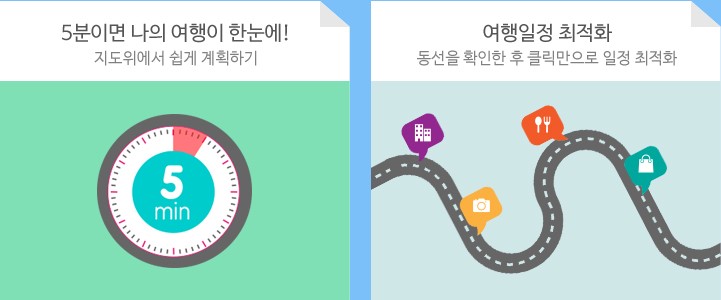 5분이면 나의 여행이 한눈에!
지도위에서 쉽게 계획하기
5
min
여행일정 최적화
동선을 확인한 후 클릭만으로 일정 최적화